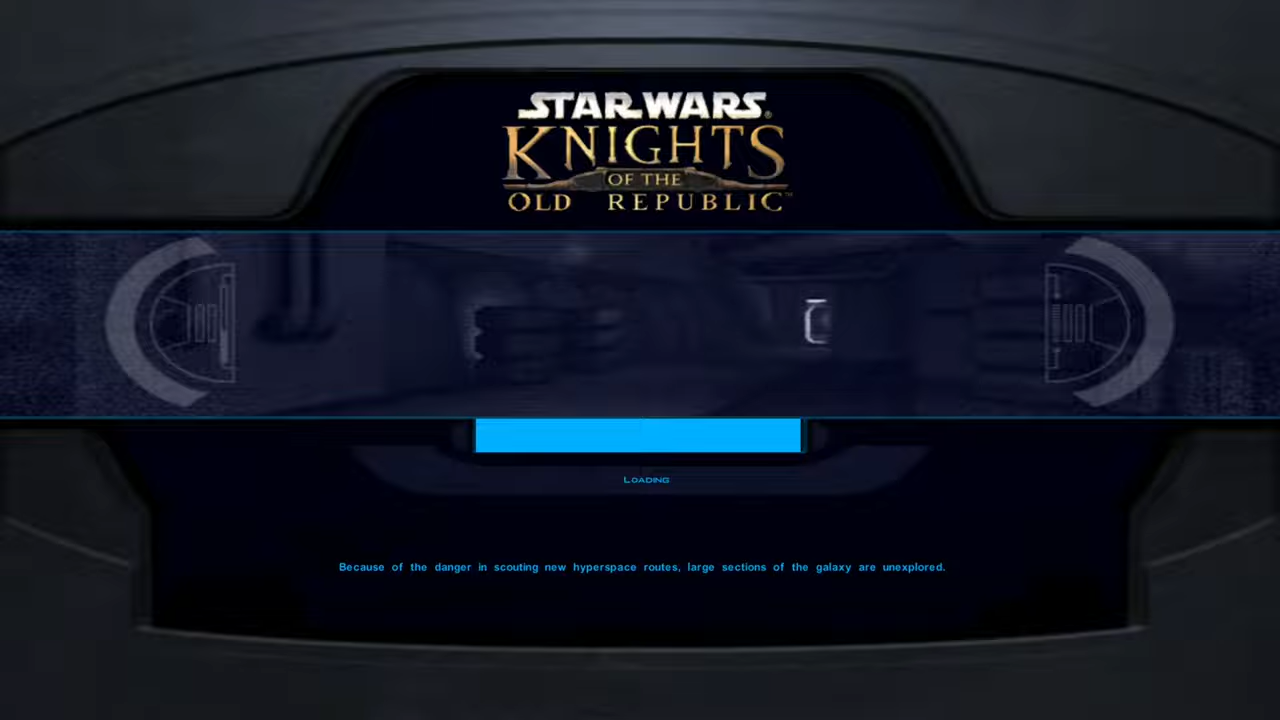 STAR WARS®
KNIGHTS
OF THE
OLD REPUBLIC™
LOADING
Because of the danger in scouting new hyperspace routes, large sections of the galaxy are unexplored.